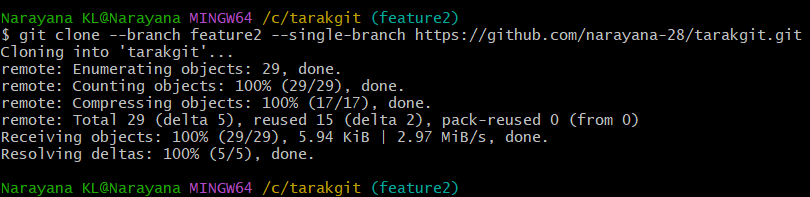 Narayana KL@Narayana MINGW64 /c/tarakgit (feature2)
$ git clone --branch feature2 --single-branch https://github.com/narayana-28/tarakgit.git
Cloning into 'tarakgit'...
remote: Enumerating objects: 29, done.
remote: Counting objects: 100% (29/29), done.
remote: Compressing objects: 100% (17/17), done.
remote: Total 29 (delta 5), reused 15 (delta 2), pack-reused 0 (from 0)
Receiving objects: 100% (29/29), 5.94 KiB | 2.97 MiB/s, done.
Resolving deltas: 100% (5/5), done.
Narayana KL@Narayana MINGW64 /c/tarakgit (feature2)